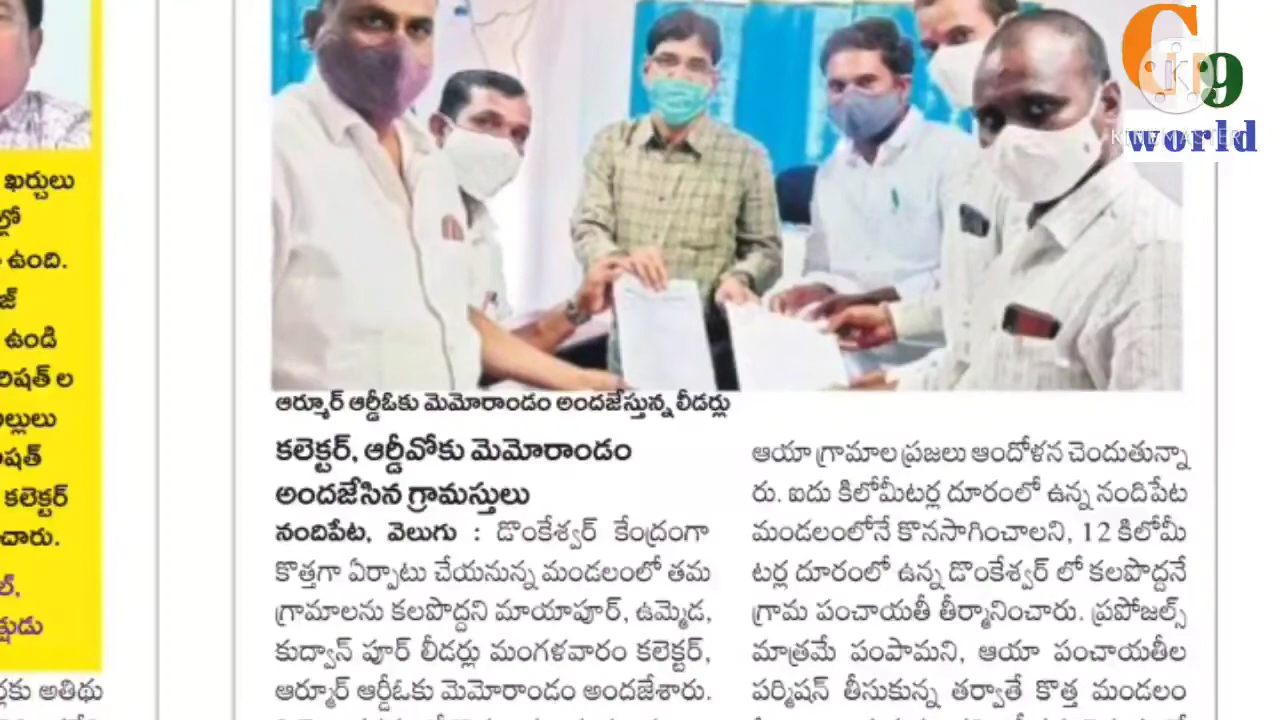 ఖర్చులు
ఉంది.
ఉండి
కలెక్టర్
చారు.
G 9
KINEMASTER
world
ఆర్మూర్ ఆర్డీఓకు మెమోరాండం అందజేస్తున్న లీడర్లు
కలెక్టర్, ఆర్డీవోకు మెమోరాండం
అందజేసిన గ్రామస్తులు
నందిపేట, వెలుగు : డొంకేశ్వర్ కేంద్రంగా
కొత్తగా ఏర్పాటు చేయనున్న మండలంలో తమ
గ్రామాలను కలపొద్దని మాయాపూర్, ఉమ్మెడ,
కుద్వాన్ పూర్ లీడర్లు మంగళవారం కలెక్టర్,
ఆర్మూర్ ఆర్డీఓకు మెమోరాండం అందజేశారు.
ఆయా గ్రామాల ప్రజలు ఆందోళన చెందుతున్నా
రు. ఐదు కిలోమీటర్ల దూరంలో ఉన్న నందిపేట
మండలంలోనే కొనసాగించాలని, 12 కిలోమీ
టర్ల దూరంలో ఉన్న డొంకేశ్వర్ లో కలపొద్దనే
గ్రామ పంచాయతీ తీర్మానించారు. ప్రపోజల్స్
మాత్రమే పంపామని, ఆయా పంచాయతీల
పర్మిషన్ తీసుకున్న తర్వాతే కొత్త మండలం